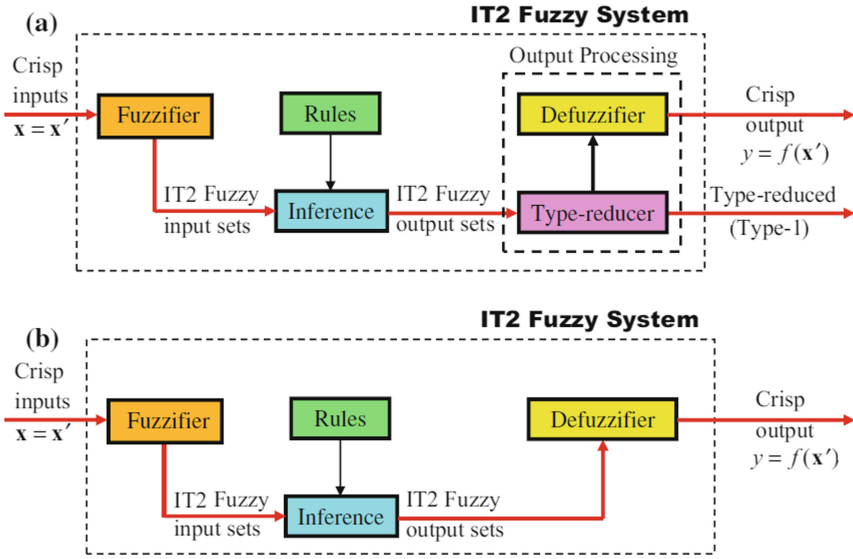 IT2 Fuzzy System
(a)
Output Processing
Crisp
inputs
x = x′
Fuzzifier
Rules
Defuzzifier
Crisp
output
y = f(x′)
IT2 Fuzzy
input sets
Inference
IT2 Fuzzy
output sets
Type-reducer
Type-reduced
(Type-1)
IT2 Fuzzy System
(b)
Crisp
inputs
x = x′
Fuzzifier
Rules
Defuzzifier
Crisp
output
y = f(x′)
IT2 Fuzzy
input sets
Inference
IT2 Fuzzy
output sets